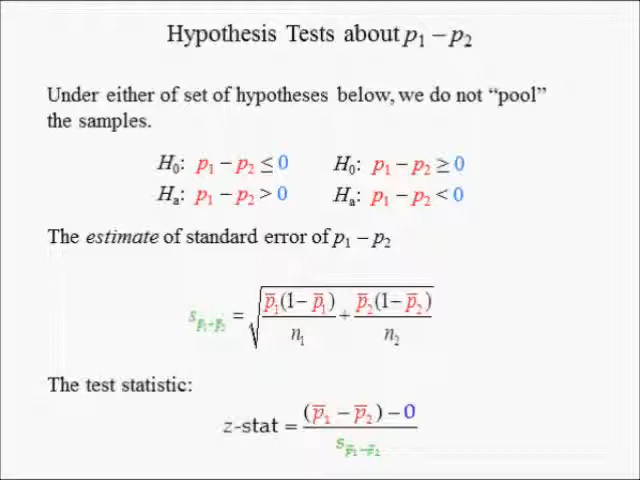 Hypothesis Tests about p₁ – p₂
Under either of set of hypotheses below, we do not “pool”
the samples.
H₀: p₁ – p₂ ≤ 0 H₀: p₁ – p₂ ≥ 0
Hₐ: p₁ – p₂ > 0 Hₐ: p₁ – p₂ < 0
The estimate of standard error of p₁ – p₂
s_(p̅₁–p̅₂) = √( p̅₁(1– p̅₁)/n₁ + p̅₂(1– p̅₂)/n₂ )
The test statistic:
z-stat = ((p̅₁ – p̅₂) – 0) / s_(p̅₁–p̅₂)